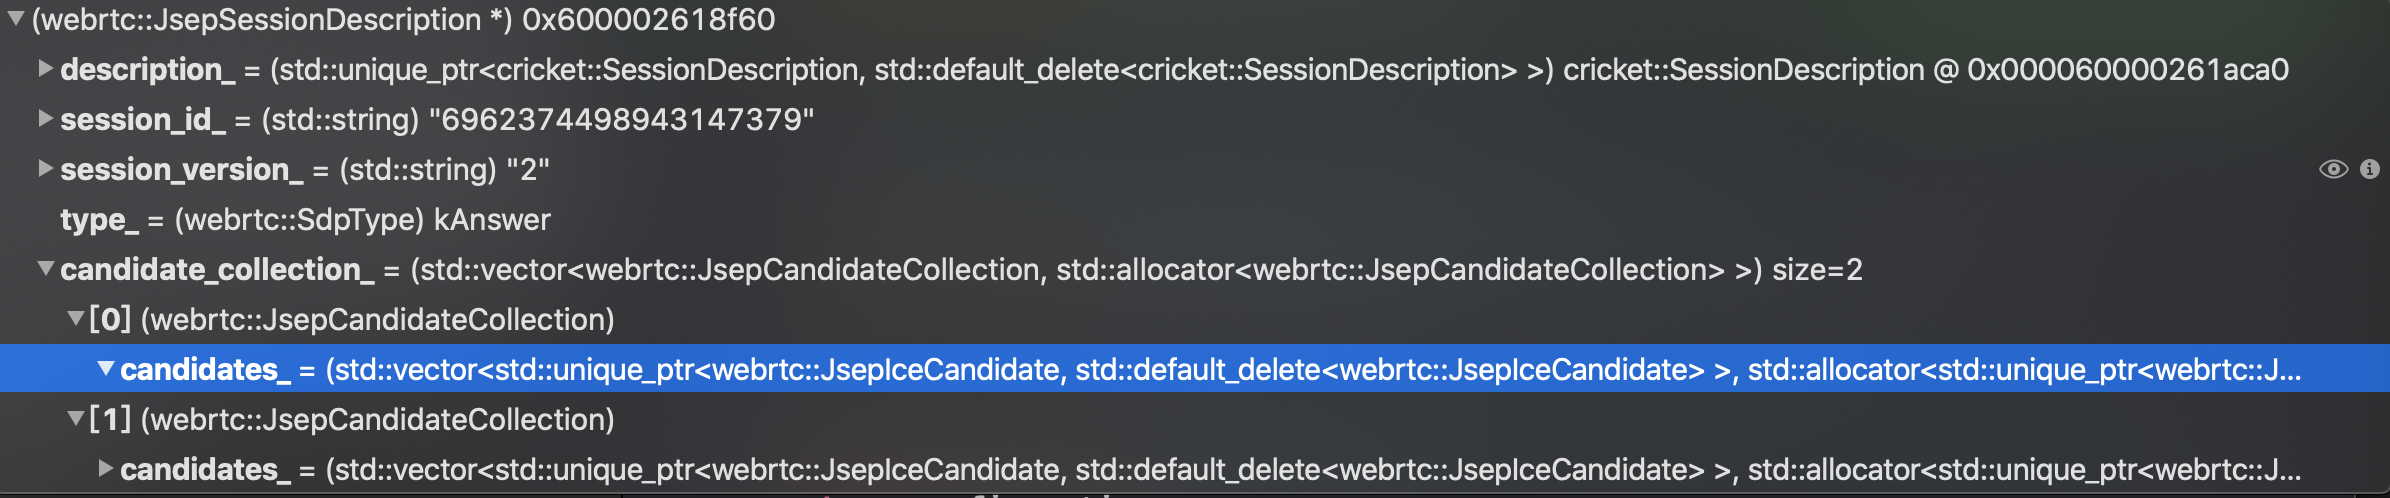 (webrtc::JsepSessionDescription *) 0x600002618f60
description_ = (std::unique_ptr<cricket::SessionDescription, std::default_delete<cricket::SessionDescription> >) cricket::SessionDescription @ 0x000060000261aca0
session_id_ = (std::string) "6962374498943147379"
session_version_ = (std::string) "2"
type_ = (webrtc::SdpType) kAnswer
candidate_collection_ = (std::vector<webrtc::JsepCandidateCollection, std::allocator<webrtc::JsepCandidateCollection> >) size=2
[0] (webrtc::JsepCandidateCollection)
candidates_ = (std::vector<std::unique_ptr<webrtc::JsepIceCandidate, std::default_delete<webrtc::JsepIceCandidate> >, std::allocator<std::unique_ptr<webrtc::J...
[1] (webrtc::JsepCandidateCollection)
candidates_ = (std::vector<std::unique_ptr<webrtc::JsepIceCandidate, std::default_delete<webrtc::JsepIceCandidate> >, std::allocator<std::unique_ptr<webrtc::J...